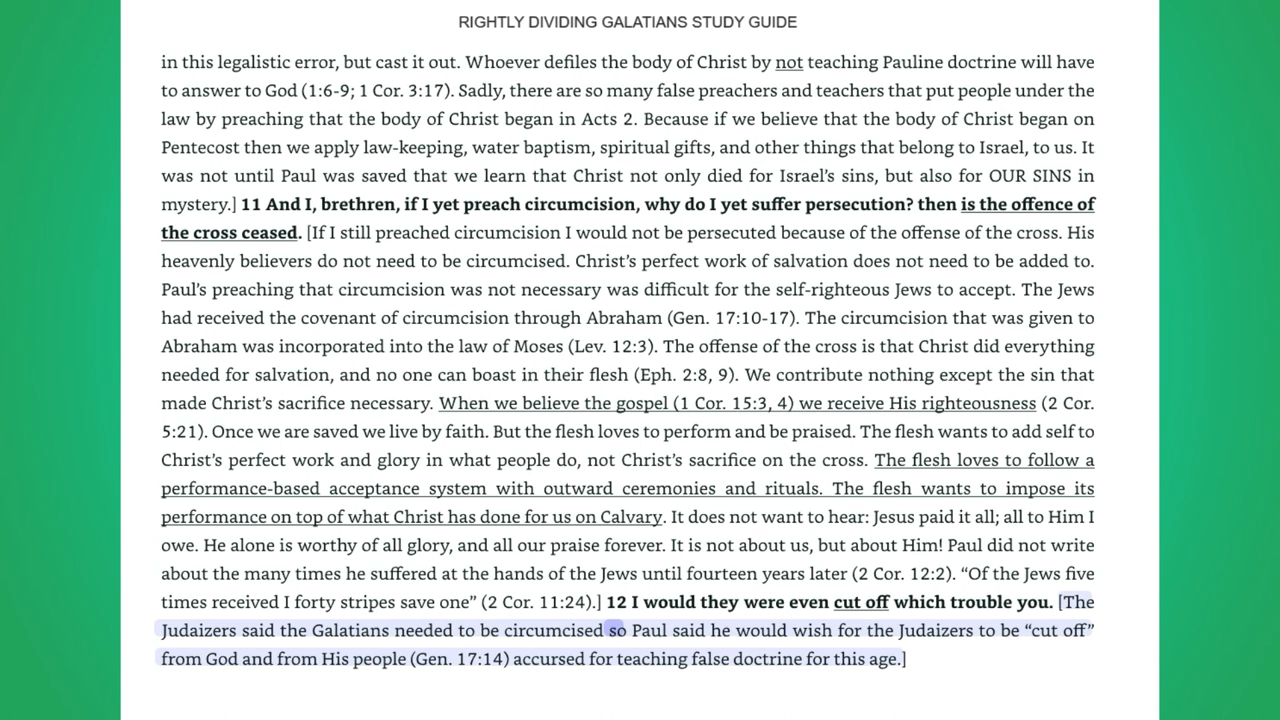 RIGHTLY DIVIDING GALATIANS STUDY GUIDE
in this legalistic error, but cast it out. Whoever defiles the body of Christ by not teaching Pauline doctrine will have
to answer to God (1:6-9; 1 Cor. 3:17). Sadly, there are so many false preachers and teachers that put people under the
law by preaching that the body of Christ began in Acts 2. Because if we believe that the body of Christ began on
Pentecost then we apply law-keeping, water baptism, spiritual gifts, and other things that belong to Israel, to us. It
was not until Paul was saved that we learn that Christ not only died for Israel’s sins, but also for OUR SINS in
mystery.] 11 And I, brethren, if I yet preach circumcision, why do I yet suffer persecution? then is the offence of
the cross ceased. [If I still preached circumcision I would not be persecuted because of the offense of the cross. His
heavenly believers do not need to be circumcised. Christ’s perfect work of salvation does not need to be added to.
Paul’s preaching that circumcision was not necessary was difficult for the self-righteous Jews to accept. The Jews
had received the covenant of circumcision through Abraham (Gen. 17:10-17). The circumcision that was given to
Abraham was incorporated into the law of Moses (Lev. 12:3). The offense of the cross is that Christ did everything
needed for salvation, and no one can boast in their flesh (Eph. 2:8, 9). We contribute nothing except the sin that
made Christ’s sacrifice necessary. When we believe the gospel (1 Cor. 15:3, 4) we receive His righteousness (2 Cor.
5:21). Once we are saved we live by faith. But the flesh loves to perform and be praised. The flesh wants to add self to
Christ’s perfect work and glory in what people do, not Christ’s sacrifice on the cross. The flesh loves to follow a
performance-based acceptance system with outward ceremonies and rituals. The flesh wants to impose its
performance on top of what Christ has done for us on Calvary. It does not want to hear: Jesus paid it all; all to Him I
owe. He alone is worthy of all glory, and all our praise forever. It is not about us, but about Him! Paul did not write
about the many times he suffered at the hands of the Jews until fourteen years later (2 Cor. 12:2). “Of the Jews five
times received I forty stripes save one” (2 Cor. 11:24).] 12 I would they were even cut off which trouble you. [The
Judaizers said the Galatians needed to be circumcised so Paul said he would wish for the Judaizers to be “cut off”
from God and from His people (Gen. 17:14) accursed for teaching false doctrine for this age.]